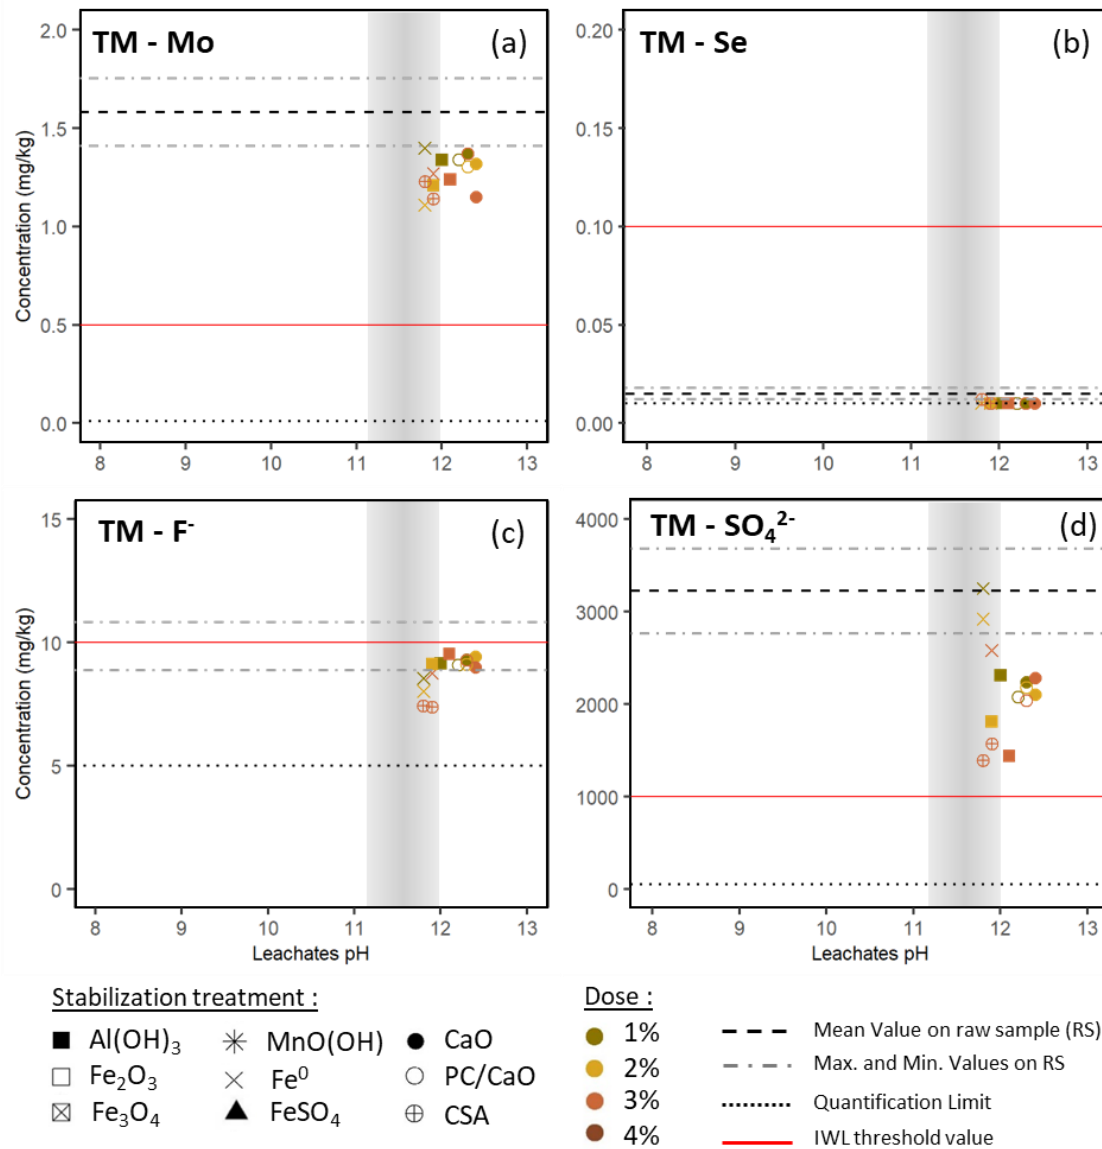 TM - Mo (a)
2.0
1.5
1.0
0.5
0.0
Concentration (mg/kg)
8 9 10 11 12 13
TM - Se (b)
0.20
0.15
0.10
0.05
0.00
8 9 10 11 12 13
TM - F⁻ (c)
15
10
5
0
Concentration (mg/kg)
8 9 10 11 12 13
Leachates pH
TM - SO₄²⁻ (d)
4000
3000
2000
1000
0
8 9 10 11 12 13
Leachates pH
Stabilization treatment :
Al(OH)₃ MnO(OH) CaO
Fe₂O₃ Fe⁰ PC/CaO
Fe₃O₄ FeSO₄ CSA
Dose :
1%
2%
3%
4%
Mean Value on raw sample (RS)
Max. and Min. Values on RS
Quantification Limit
IWL threshold value